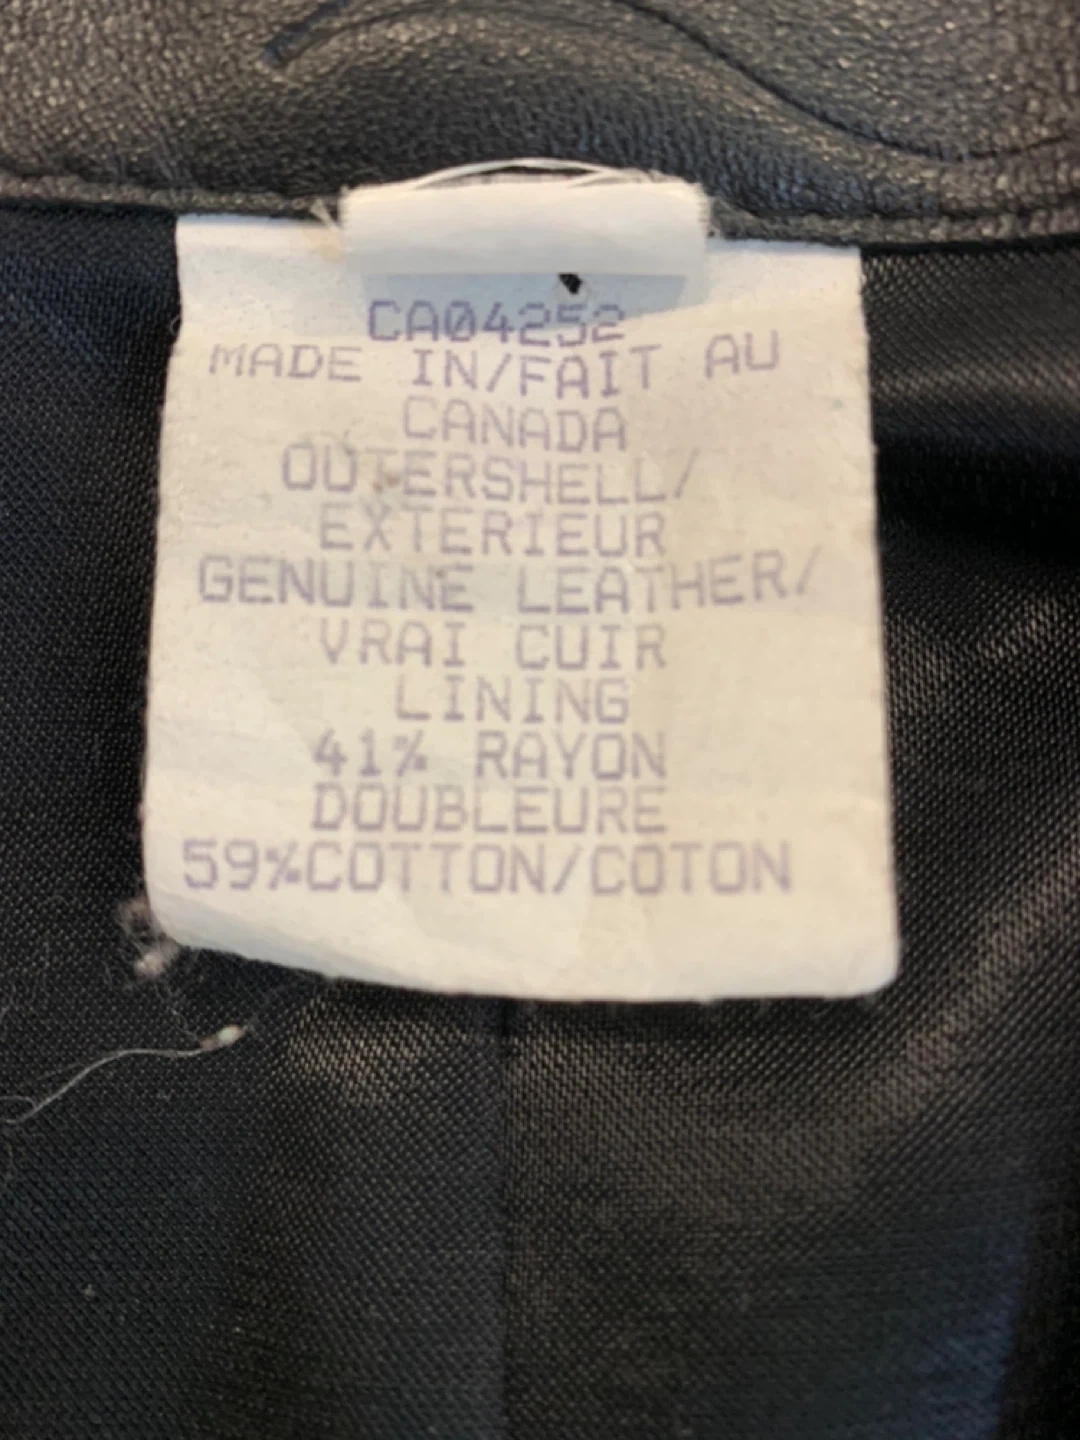 CA04252
MADE IN/FAIT AU
CANADA
OUTERSHELL/
EXTERIEUR
GENUINE LEATHER/
VRAI CUIR
LINING
41% RAYON
DOUBLEURE
59%COTTON/COTON